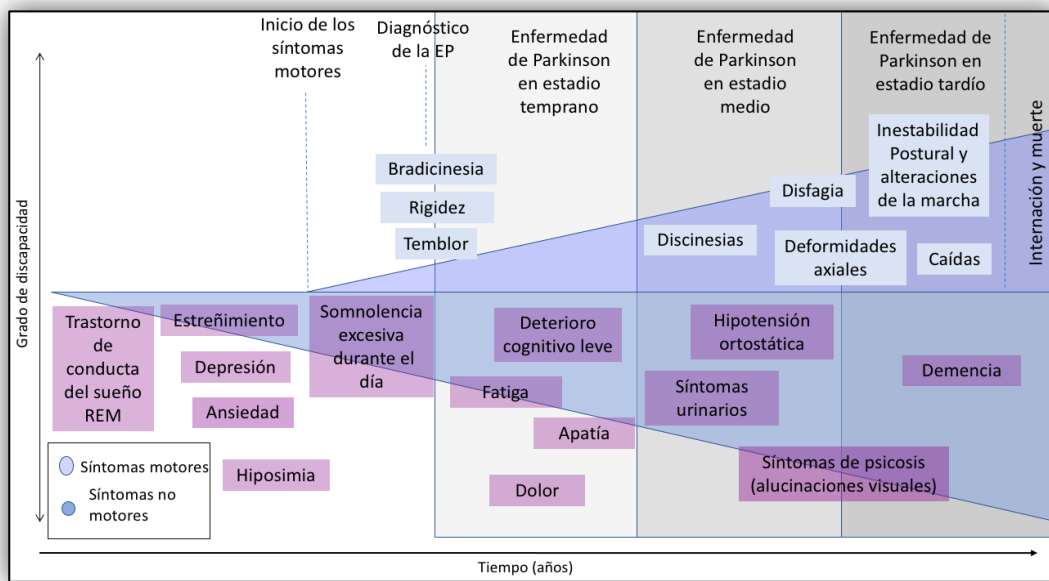 Inicio de los
síntomas
motores
Diagnóstico
de la EP
Enfermedad
de Parkinson
en estadio
temprano
Enfermedad
de Parkinson
en estadio
medio
Enfermedad de
Parkinson en
estadio tardío
Internación y muerte
Grado de discapacidad
Bradicinesia
Rigidez
Temblor
Discinesias
Disfagia
Deformidades
axiales
Inestabilidad
Postural y
alteraciones
de la marcha
Caídas
Trastorno
de
conducta
del sueño
REM
Estreñimiento
Depresión
Ansiedad
Hiposimia
Somnolencia
excesiva
durante el
día
Deterioro
cognitivo leve
Fatiga
Apatía
Dolor
Hipotensión
ortostática
Síntomas
urinarios
Síntomas de psicosis
(alucinaciones visuales)
Demencia
Síntomas motores
Síntomas no
motores
Tiempo (años)